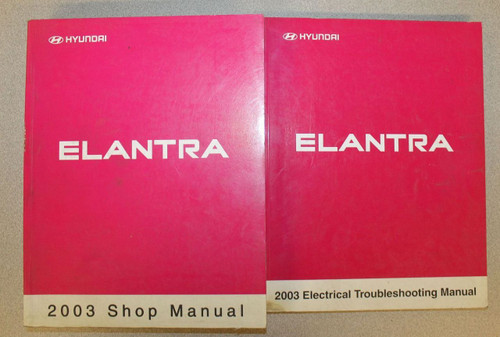 HYUNDAI
ELANTRA
2003 Shop Manual
HYUNDAI
ELANTRA
2003 Electrical Troubleshooting Manual